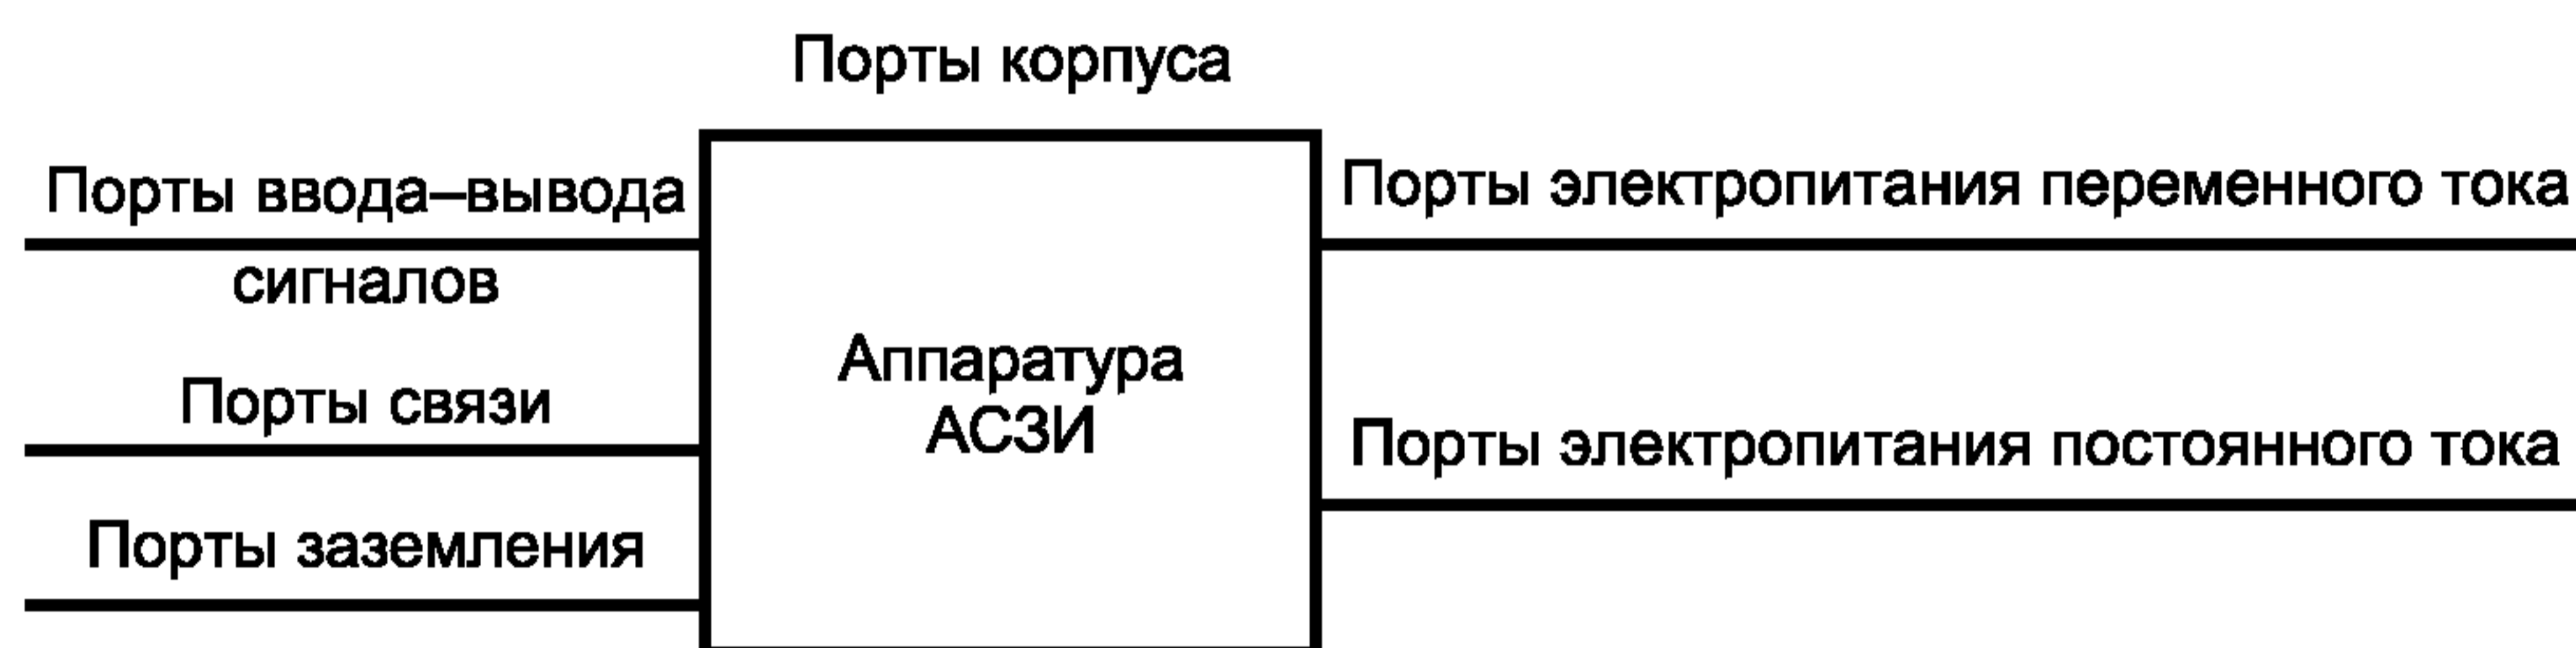 Порты корпуса
Порты ввода–вывода
сигналов
Порты связи
Порты заземления
Аппаратура
АСЗИ
Порты электропитания переменного тока
Порты электропитания постоянного тока